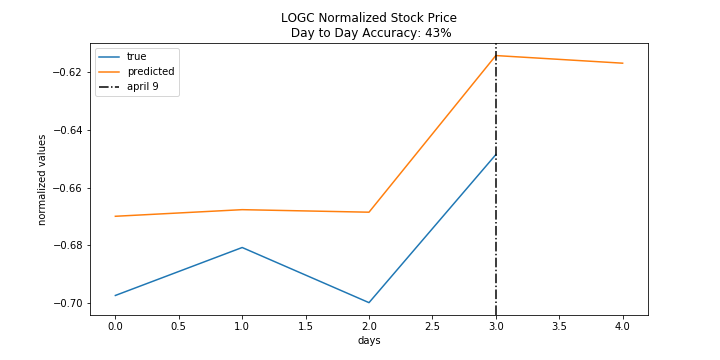 LOGC Normalized Stock Price
Day to Day Accuracy: 43%
true
predicted
april 9
normalized values
−0.62
−0.64
−0.66
−0.68
−0.70
0.0 0.5 1.0 1.5 2.0 2.5 3.0 3.5 4.0
days